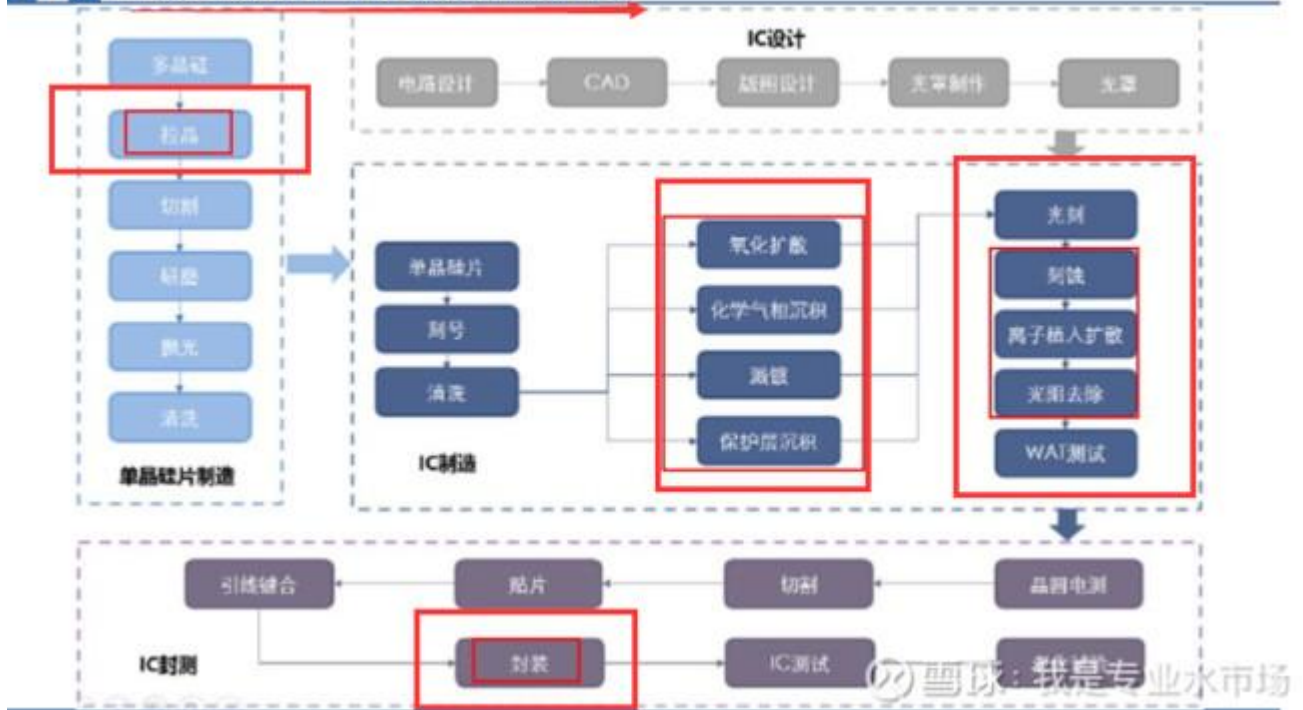 IC设计
多晶硅
电路设计
CAD
版图设计
光罩制作
光罩
拉晶
切割
研磨
抛光
清洗
单晶硅片制造
单晶硅片
刻号
清洗
IC制造
氧化扩散
化学气相沉积
溅镀
保护层沉积
光刻
刻蚀
离子植入扩散
光阻去除
WAT测试
引线键合
贴片
切割
晶圆电测
IC封测
封装
IC测试
雪球:我是专业水市场